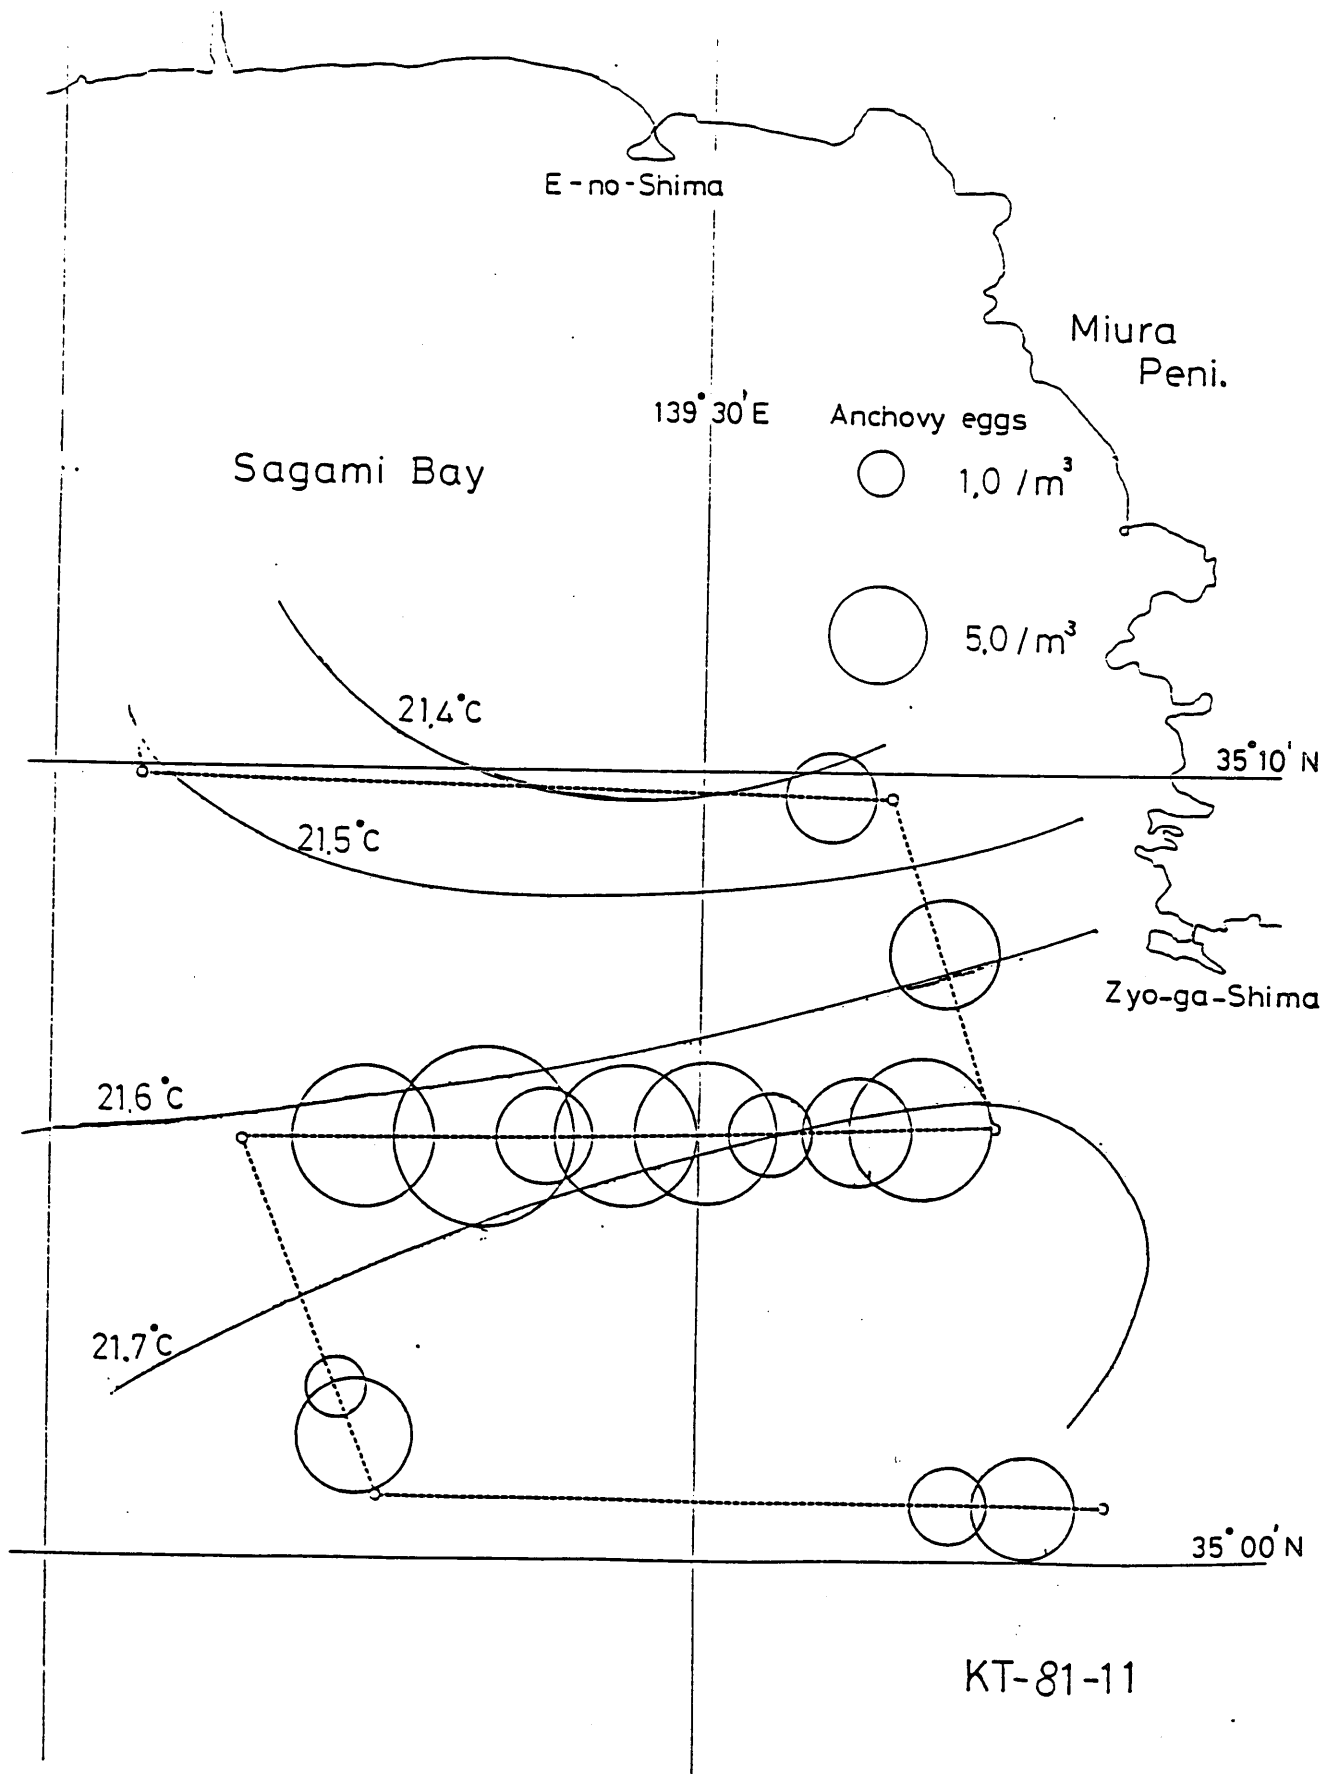 E-no-Shima
Miura
Peni.
139°30'E
Anchovy eggs
Sagami Bay
1.0 /m³
5.0 /m³
21.4°C
35°10'N
21.5°C
Zyo-ga-Shima
21.6°C
21.7°C
35°00'N
KT-81-11